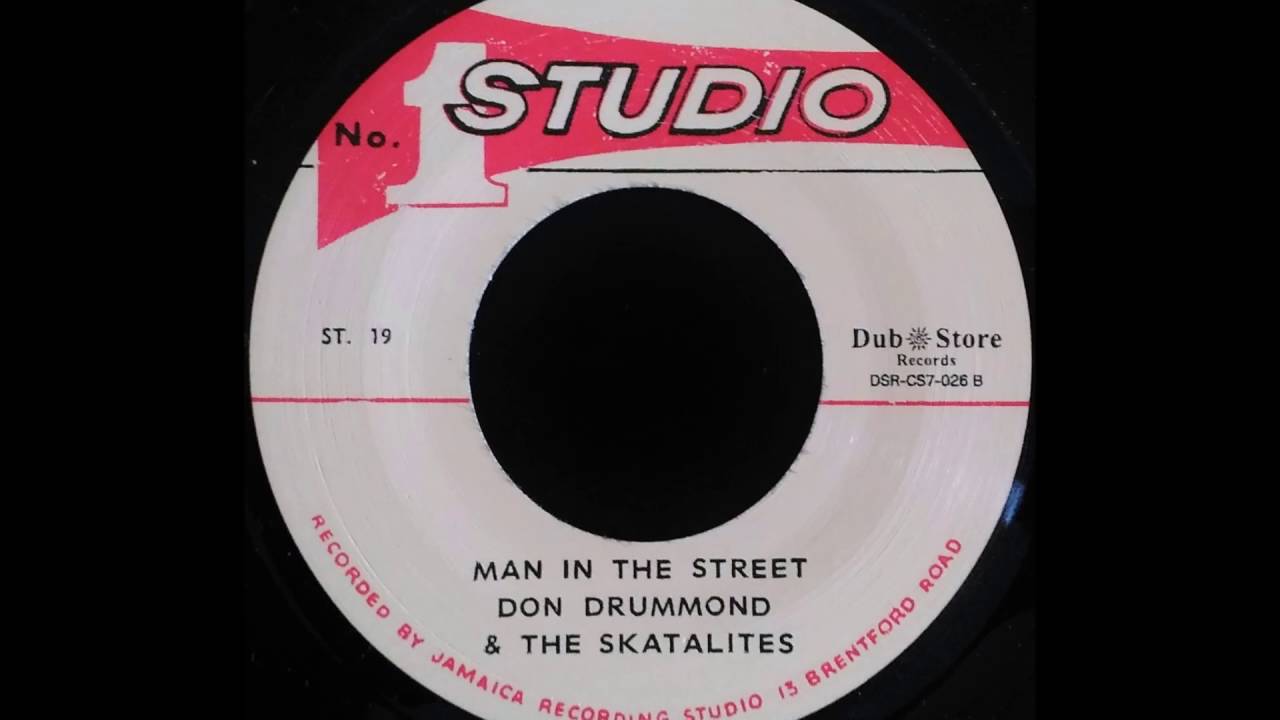 No. 1 STUDIO
ST. 19
Dub Store
Records
DSR-CS7-026 B
MAN IN THE STREET
DON DRUMMOND
& THE SKATALITES
RECORDED BY JAMAICA RECORDING STUDIO 13 BRENTFORD ROAD